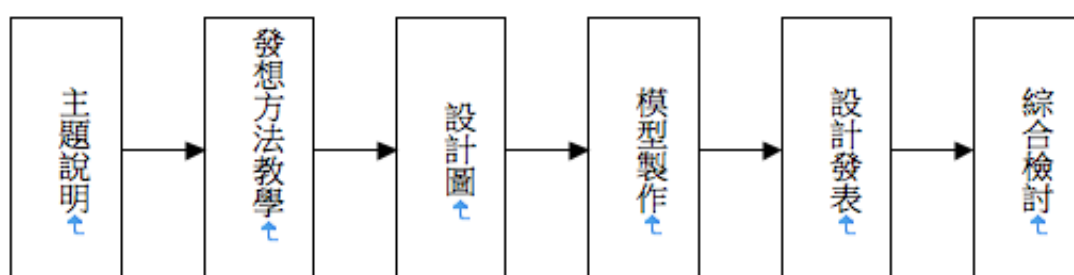 主題說明
發想方法教學
設計圖
模型製作
設計發表
綜合檢討